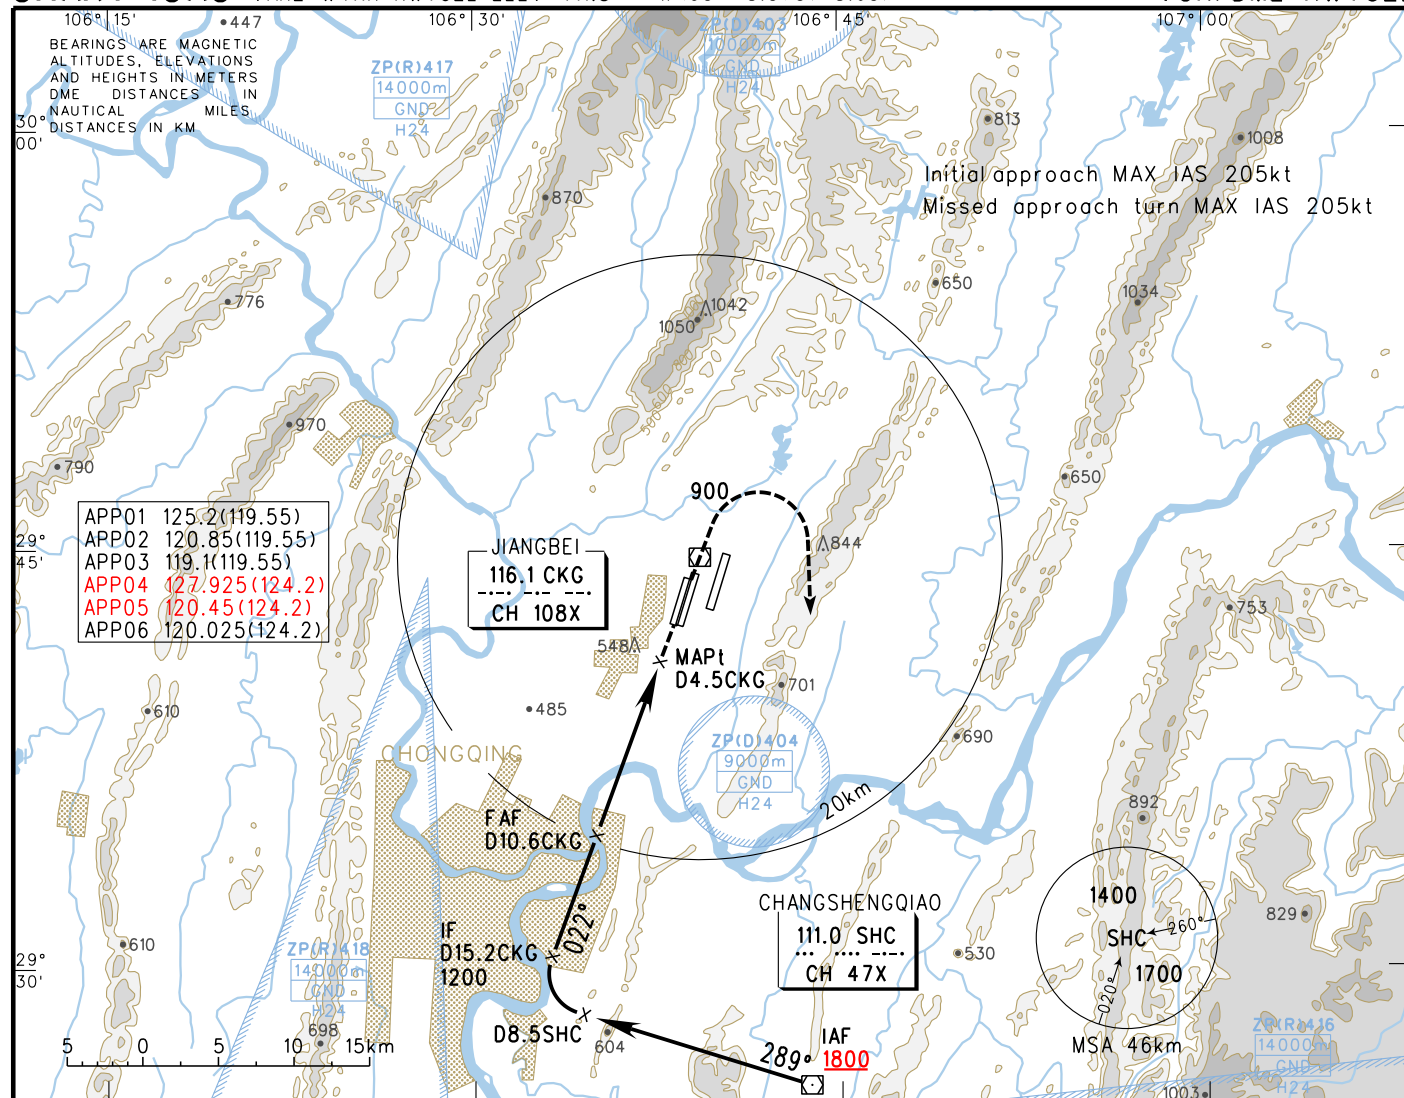 106° 15'
106° 30'
106° 45'
107° 00'
447
BEARINGS ARE MAGNETIC
ALTITUDES, ELEVATIONS
AND HEIGHTS IN METERS
DME DISTANCES IN
NAUTICAL MILES
DISTANCES IN KM
ZP(R)417
14000m
GND
H24
ZP(D)403
10000m
GND
H24
30°
00'
813
1008
Initial approach MAX IAS 205kt
Missed approach turn MAX IAS 205kt
870
776
650
1034
1042
1050
800
500
600
970
790
650
900
844
APP01 125.2(119.55)
APP02 120.85(119.55)
APP03 119.1(119.55)
APP04 127.925(124.2)
APP05 120.45(124.2)
APP06 120.025(124.2)
29°
45'
JIANGBEI
116.1 CKG
CH 108X
753
548
MAPt
D4.5CKG
701
610
485
690
ZP(D)404
9000m
GND
H24
CHONGQING
20km
FAF
D10.6CKG
892
1400
SHC
260°
1700
020°
MSA 46km
829
CHANGSHENGQIAO
111.0 SHC
CH 47X
022°
IF
D15.2CKG
1200
610
530
29°
30'
ZP(R)418
14000m
GND
H24
698
D8.5SHC
604
289°
IAF
1800
ZP(R)416
14000m
GND
H24
1003
5 0 5 10 15km